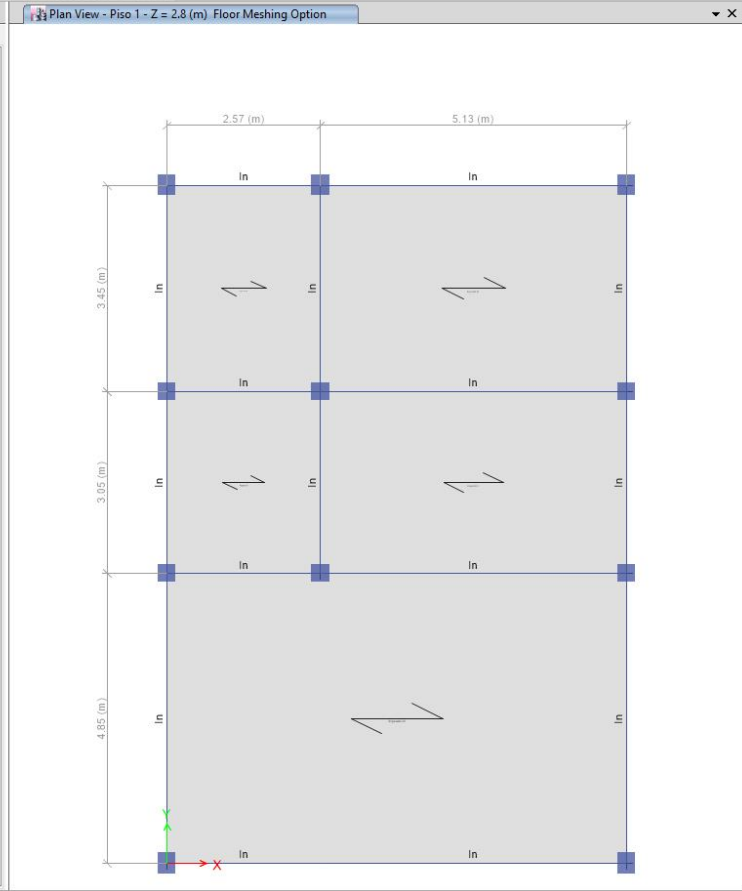 Plan View - Piso 1 - Z = 2.8 (m) Floor Meshing Option
2.57 (m)
5.13 (m)
In
In
3.45 (m)
In
In
In
In
In
3.05 (m)
In
In
In
In
In
4.85 (m)
In
In
Y
In
In
X